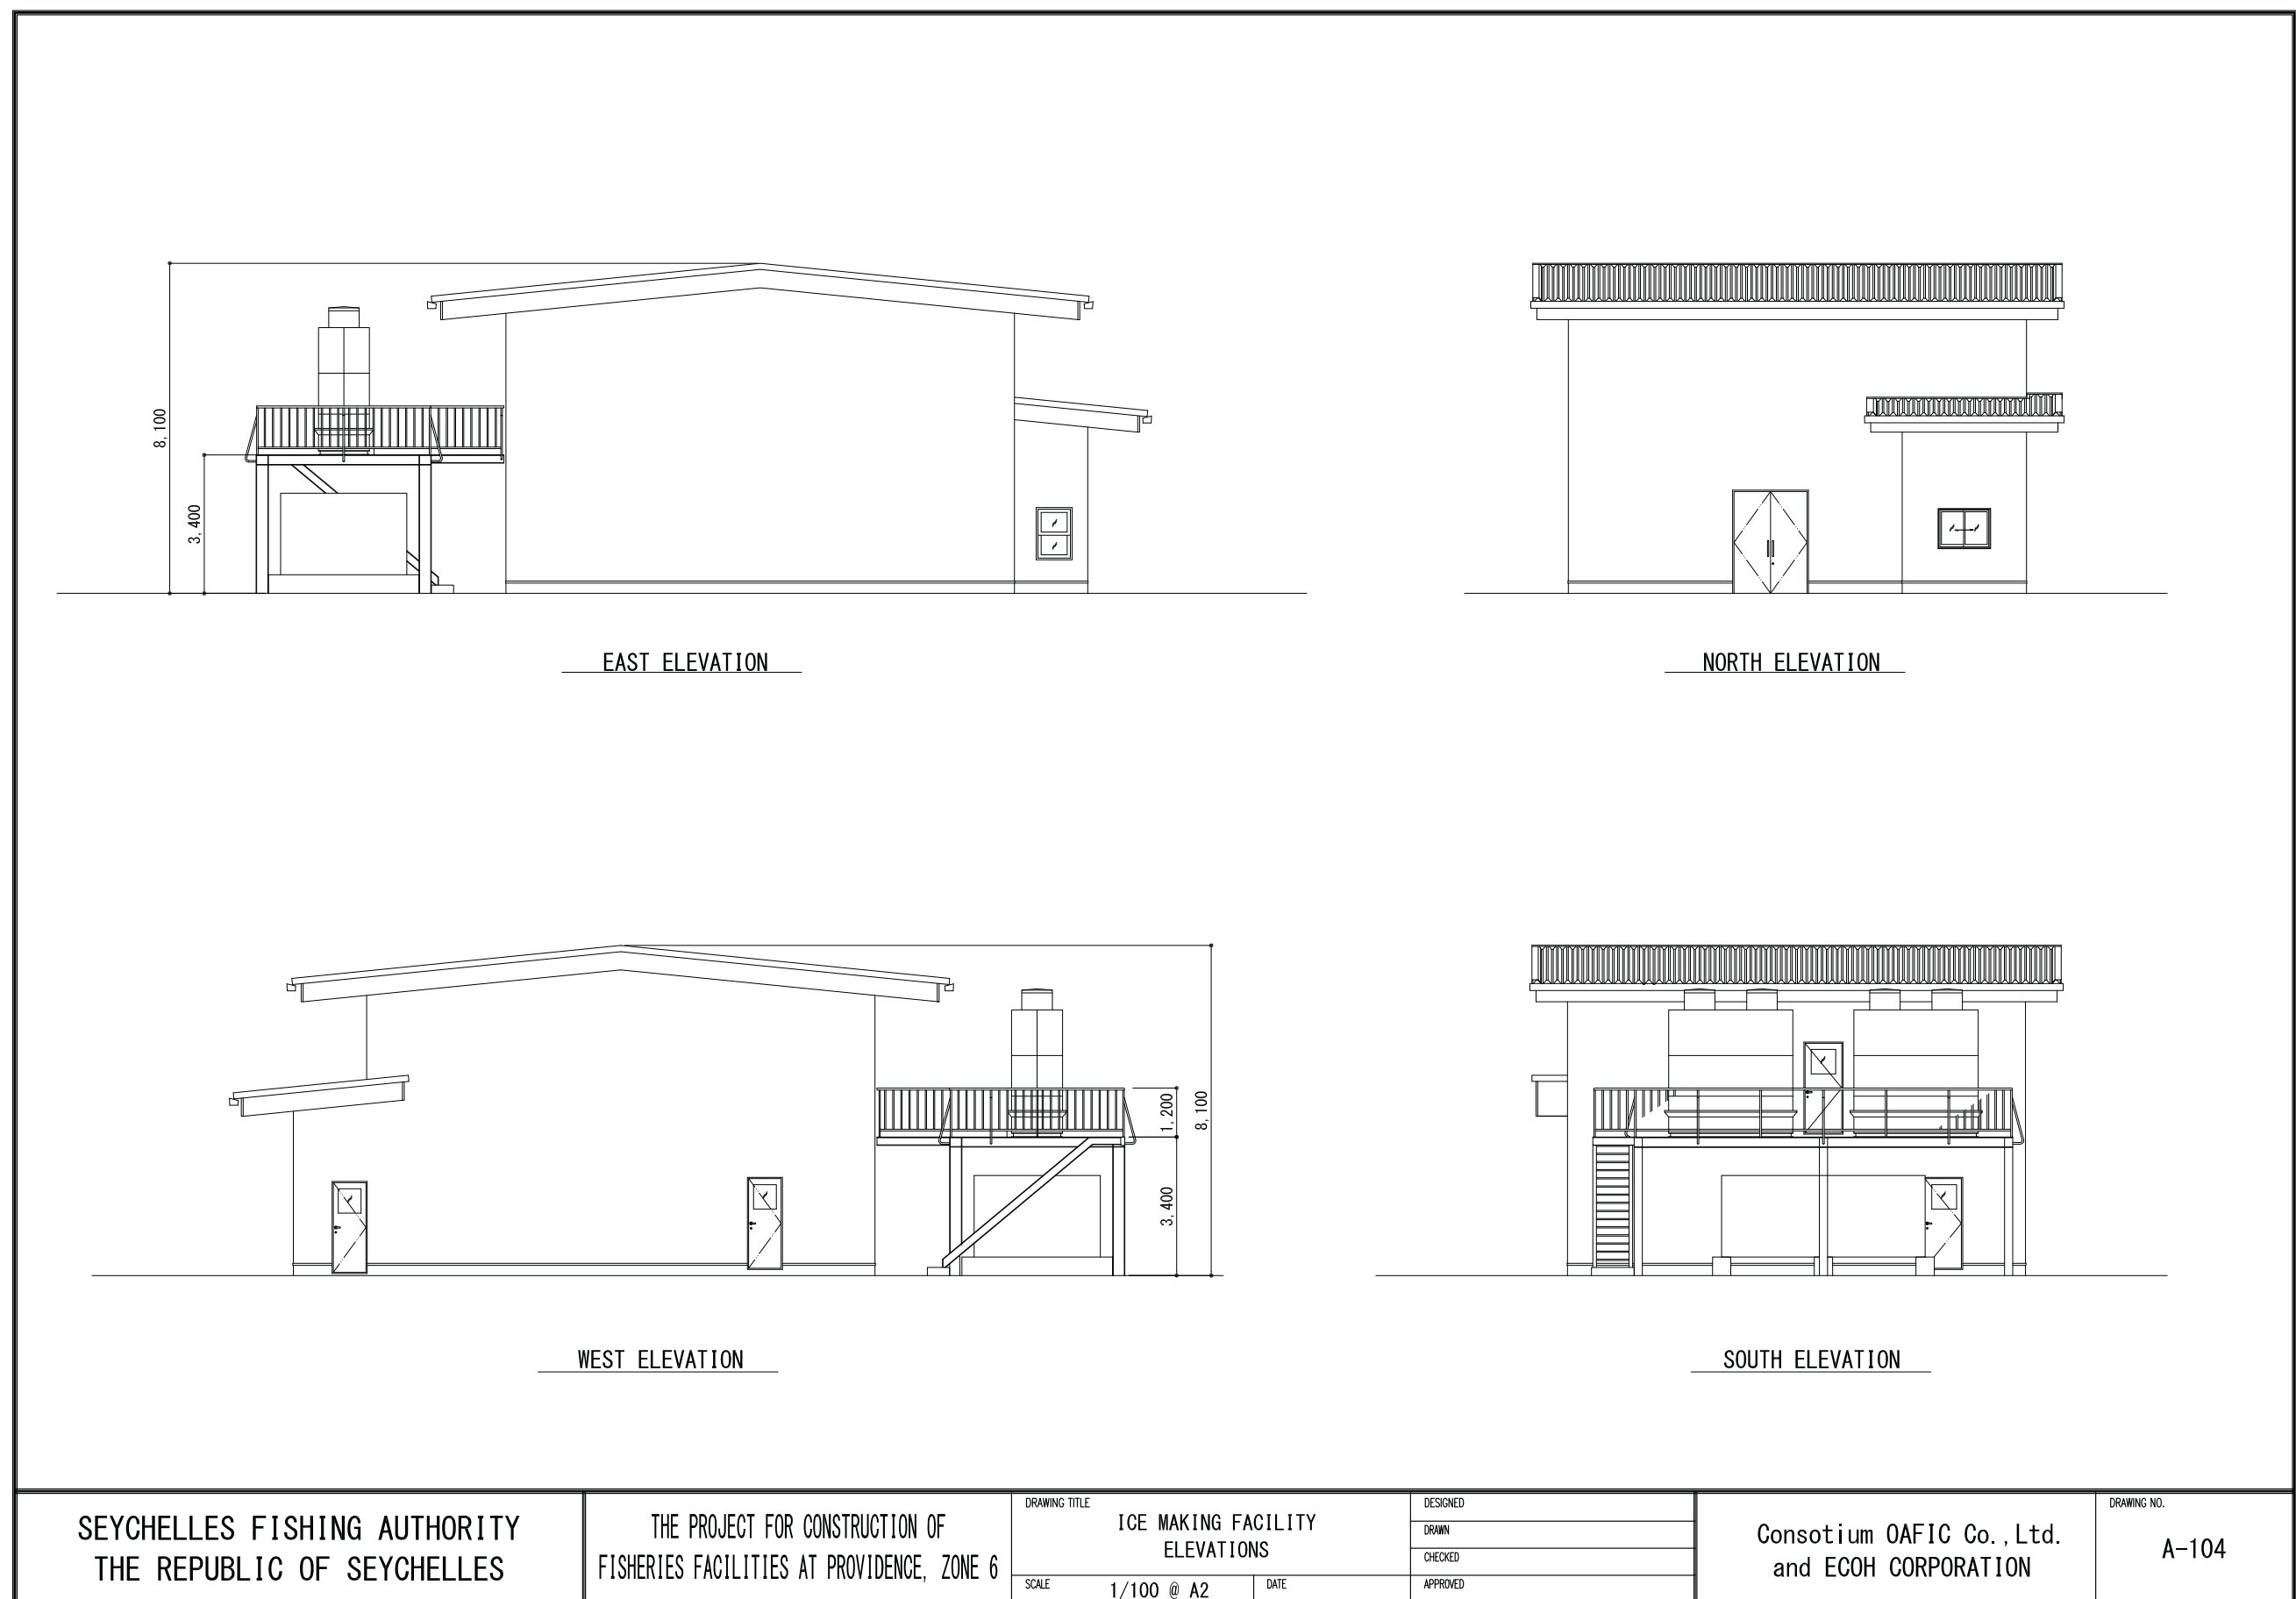 8,100
3,400
EAST ELEVATION
NORTH ELEVATION
1,200
8,100
3,400
WEST ELEVATION
SOUTH ELEVATION
SEYCHELLES FISHING AUTHORITY
THE REPUBLIC OF SEYCHELLES
THE PROJECT FOR CONSTRUCTION OF
FISHERIES FACILITIES AT PROVIDENCE, ZONE 6
DRAWING TITLE
ICE MAKING FACILITY
ELEVATIONS
SCALE
1/100 @ A2
DATE
DESIGNED
DRAWN
CHECKED
APPROVED
Consotium OAFIC Co.,Ltd.
and ECOH CORPORATION
DRAWING NO.
A-104